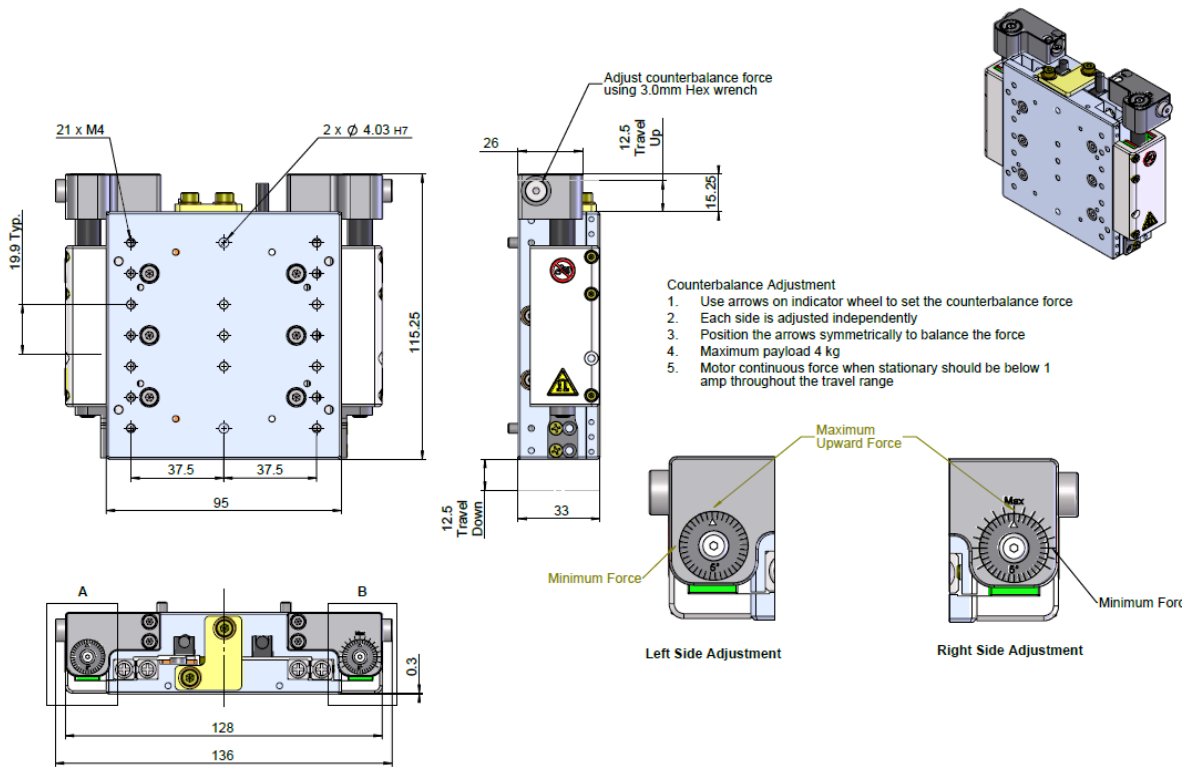 Adjust counterbalance force
using 3.0mm Hex wrench
21 x M4
2 x Ø 4.03 H7
26
12.5
Travel
Up
15.25
19.9 Typ.
115.25
37.5
37.5
95
12.5
Travel
Down
33
Counterbalance Adjustment
1. Use arrows on indicator wheel to set the counterbalance force
2. Each side is adjusted independently
3. Position the arrows symmetrically to balance the force
4. Maximum payload 4 kg
5. Motor continuous force when stationary should be below 1
amp throughout the travel range
Maximum
Upward Force
Max
5°
5°
Minimum Force
Minimum Forc
Left Side Adjustment
Right Side Adjustment
A
B
Max
0.3
128
136